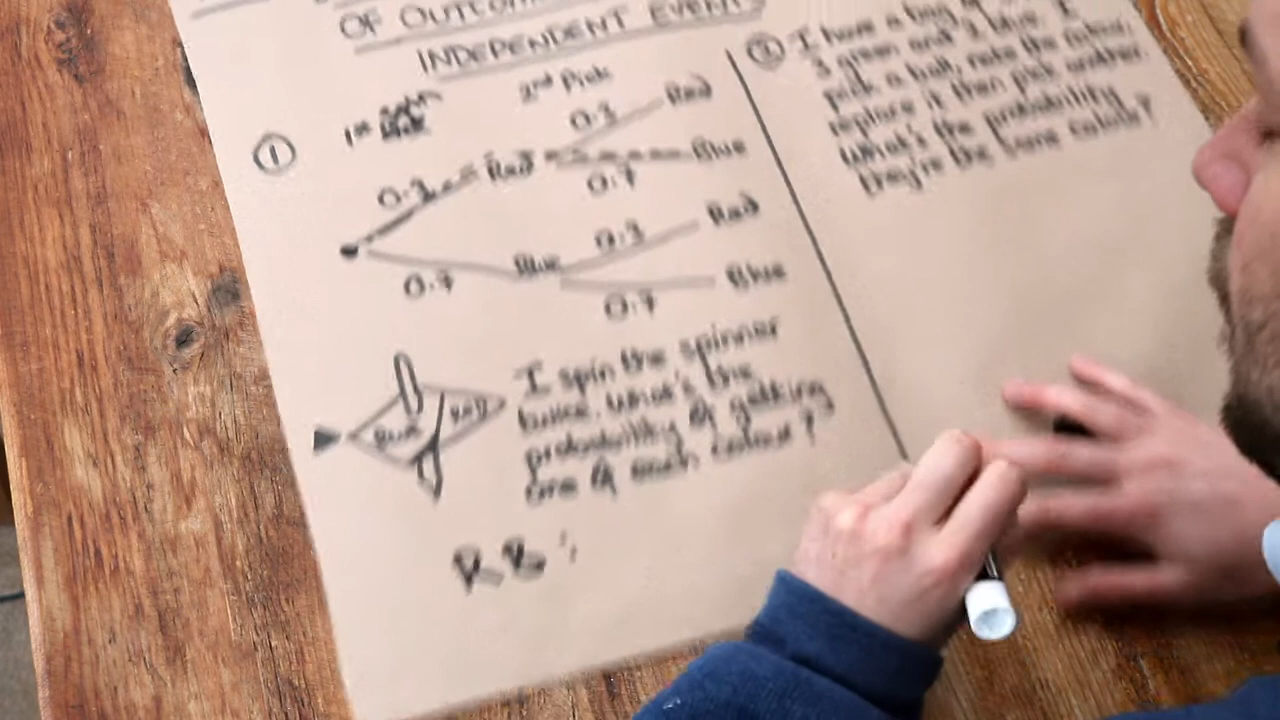 OF OUTCOM
INDEPENDENT EVENTS
①
1st
2nd Pick
0.3
Red
0.3
Red
0.7
Blue
0.7
Blue
0.3
Red
0.7
Blue
BLUE
RED
I spin the spinner
twice. What's the
probability of getting
one of each colour?
R B :
② I have a bag of
3 green and 2 blue. I
pick a ball, note the colour,
replace it then pick another.
What's the probability
they're the same colour?